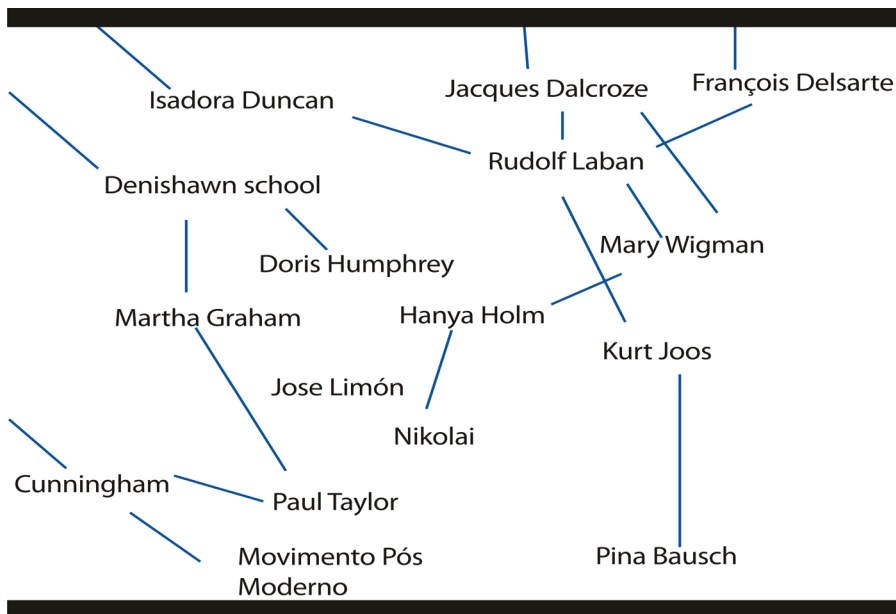 Jacques Dalcroze
François Delsarte
Isadora Duncan
Rudolf Laban
Denishawn school
Mary Wigman
Doris Humphrey
Martha Graham
Hanya Holm
Kurt Joos
Jose Limón
Nikolai
Cunningham
Paul Taylor
Movimento Pós
Moderno
Pina Bausch